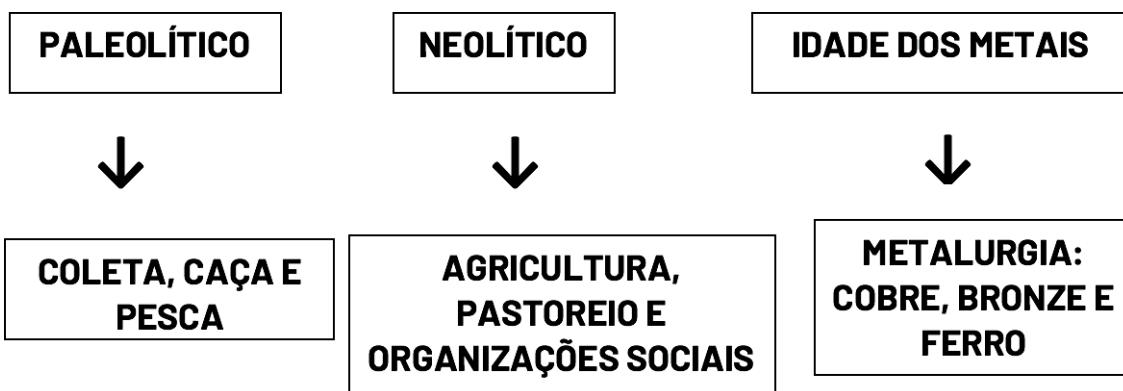 PALEOLÍTICO
NEOLÍTICO
IDADE DOS METAIS
COLETA, CAÇA E
PESCA
AGRICULTURA,
PASTOREIO E
ORGANIZAÇÕES SOCIAIS
METALURGIA:
COBRE, BRONZE E
FERRO